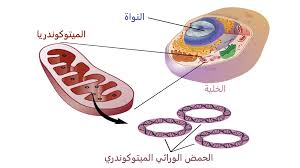 النواة
الميتوكوندريا
الخلية
الحمض الوراثي الميتوكوندري